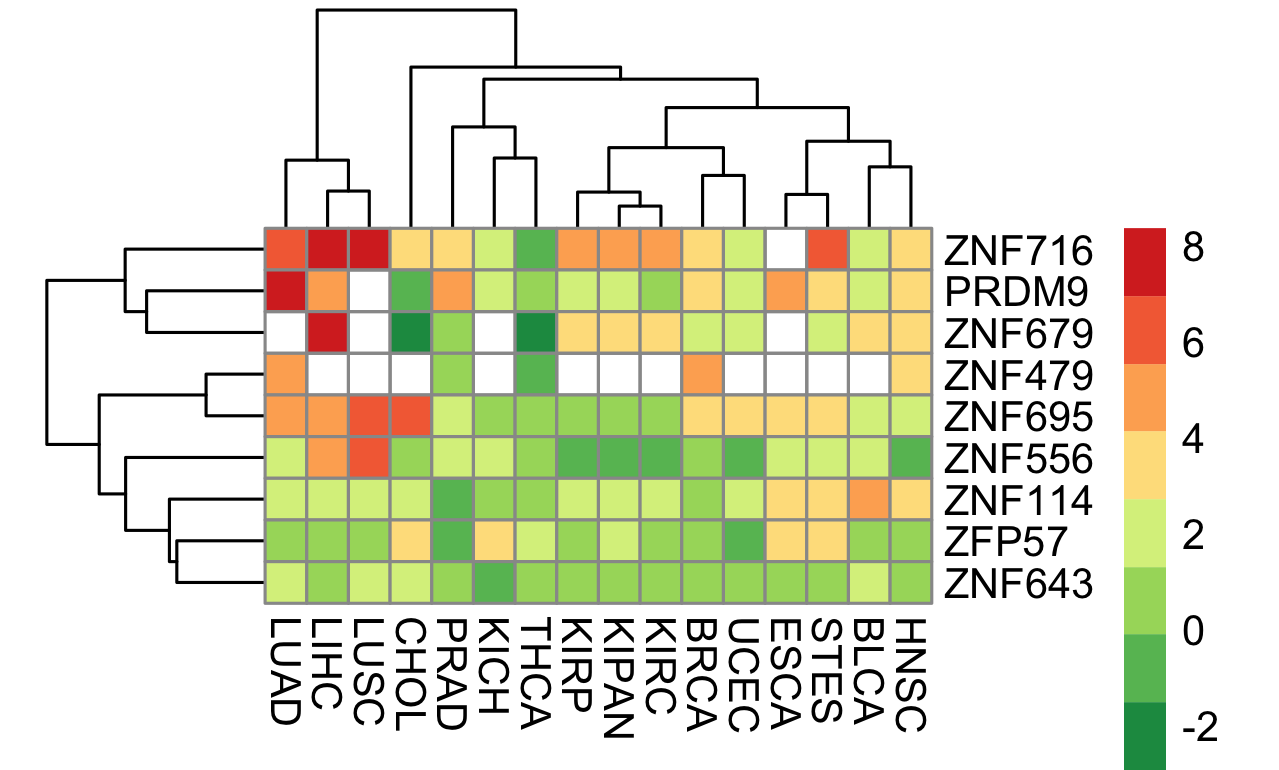 ZNF716
PRDM9
ZNF679
ZNF479
ZNF695
ZNF556
ZNF114
ZFP57
ZNF643
8
6
4
2
0
-2
LUAD
LIHC
LUSC
CHOL
PRAD
KICH
THCA
KIRP
KIPAN
KIRC
BRCA
UCEC
ESCA
STES
BLCA
HNSC